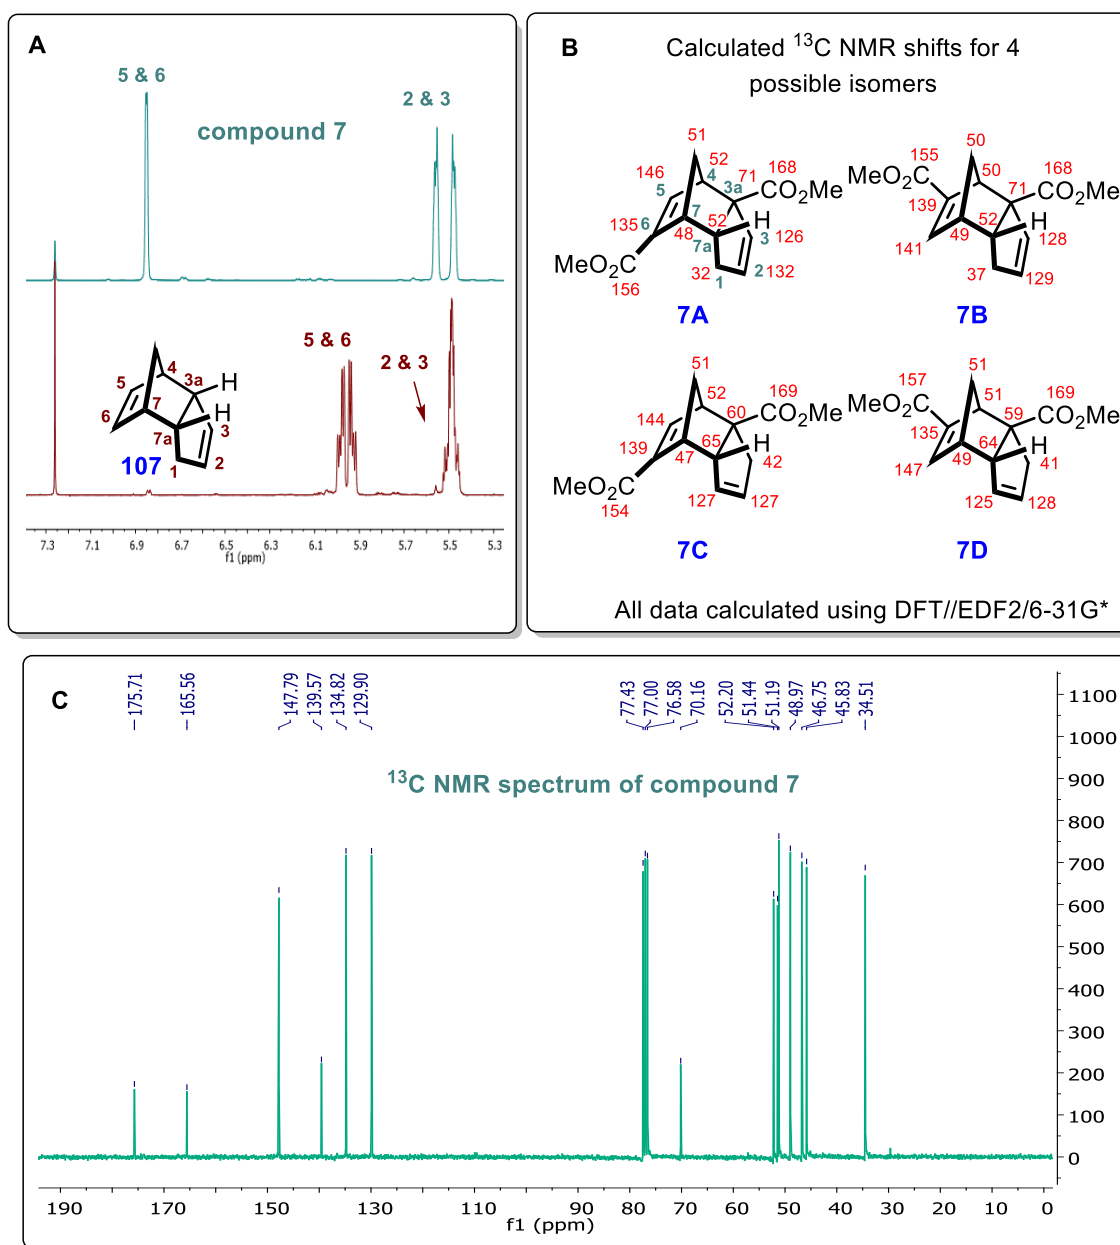 A
5 & 6
2 & 3
compound 7
5 & 6
2 & 3
4
3a
H
5
H
6
7
3
7a
107
1
2
7.3 7.1 6.9 6.7 6.5 6.3 6.1 5.9 5.7 5.5 5.3
f1 (ppm)
B
Calculated 13C NMR shifts for 4
possible isomers
51
146
52
4
71
168
5
3a
CO2Me
135
6
7
52
H
3
126
48
7a
MeO2C
156
32
1
2
132
7A
50
155
MeO2C
50
71
168
CO2Me
139
52
H
128
141
49
37
129
7B
51
144
52
60
169
CO2Me
139
65
H
42
47
MeO2C
154
127
127
7C
51
157
MeO2C
51
59
169
CO2Me
135
64
H
41
147
49
125
128
7D
All data calculated using DFT//EDF2/6-31G*
C
175.71
165.56
147.79
139.57
134.82
129.90
77.43
77.00
76.58
70.16
52.20
51.44
51.19
48.97
46.75
45.83
34.51
13C NMR spectrum of compound 7
1100
1000
900
800
700
600
500
400
300
200
100
0
190 170 150 130 110 90 80 70 60 50 40 30 20 10 0
f1 (ppm)